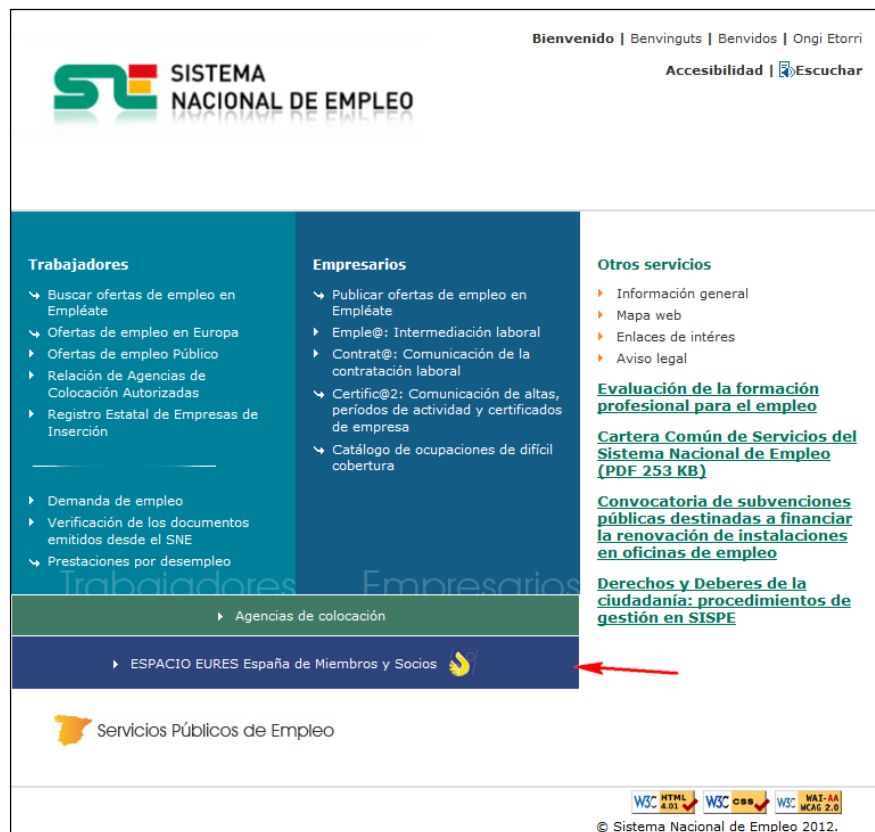 Bienvenido | Benvinguts | Benvidos | Ongi Etorri
Accesibilidad | Escuchar
SISTEMA
NACIONAL DE EMPLEO
Trabajadores
Buscar ofertas de empleo en
Empléate
Ofertas de empleo en Europa
Ofertas de empleo Público
Relación de Agencias de
Colocación Autorizadas
Registro Estatal de Empresas de
Inserción
Demanda de empleo
Verificación de los documentos
emitidos desde el SNE
Prestaciones por desempleo
Trabajadores
Empresarios
Publicar ofertas de empleo en
Empléate
Emple@: Intermediación laboral
Contrat@: Comunicación de la
contratación laboral
Certific@2: Comunicación de altas,
períodos de actividad y certificados
de empresa
Catálogo de ocupaciones de difícil
cobertura
Empresarios
Otros servicios
Información general
Mapa web
Enlaces de intéres
Aviso legal
Evaluación de la formación
profesional para el empleo
Cartera Común de Servicios del
Sistema Nacional de Empleo
(PDF 253 KB)
Convocatoria de subvenciones
públicas destinadas a financiar
la renovación de instalaciones
en oficinas de empleo
Derechos y Deberes de la
ciudadanía: procedimientos de
gestión en SISPE
Agencias de colocación
ESPACIO EURES España de Miembros y Socios
Servicios Públicos de Empleo
W3C HTML 4.01 W3C css W3C WAI-AA WCAG 2.0
© Sistema Nacional de Empleo 2012.